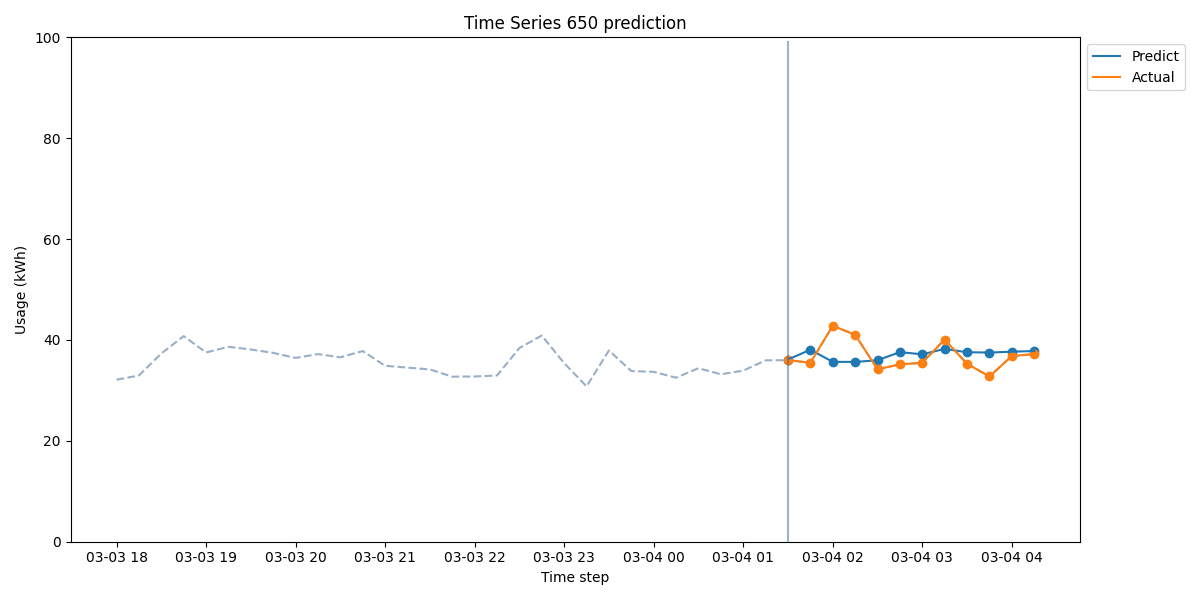 Time Series 650 prediction
Predict
Actual
100
80
60
40
20
0
Usage (kWh)
03-03 18 03-03 19 03-03 20 03-03 21 03-03 22 03-03 23 03-04 00 03-04 01 03-04 02 03-04 03 03-04 04
Time step